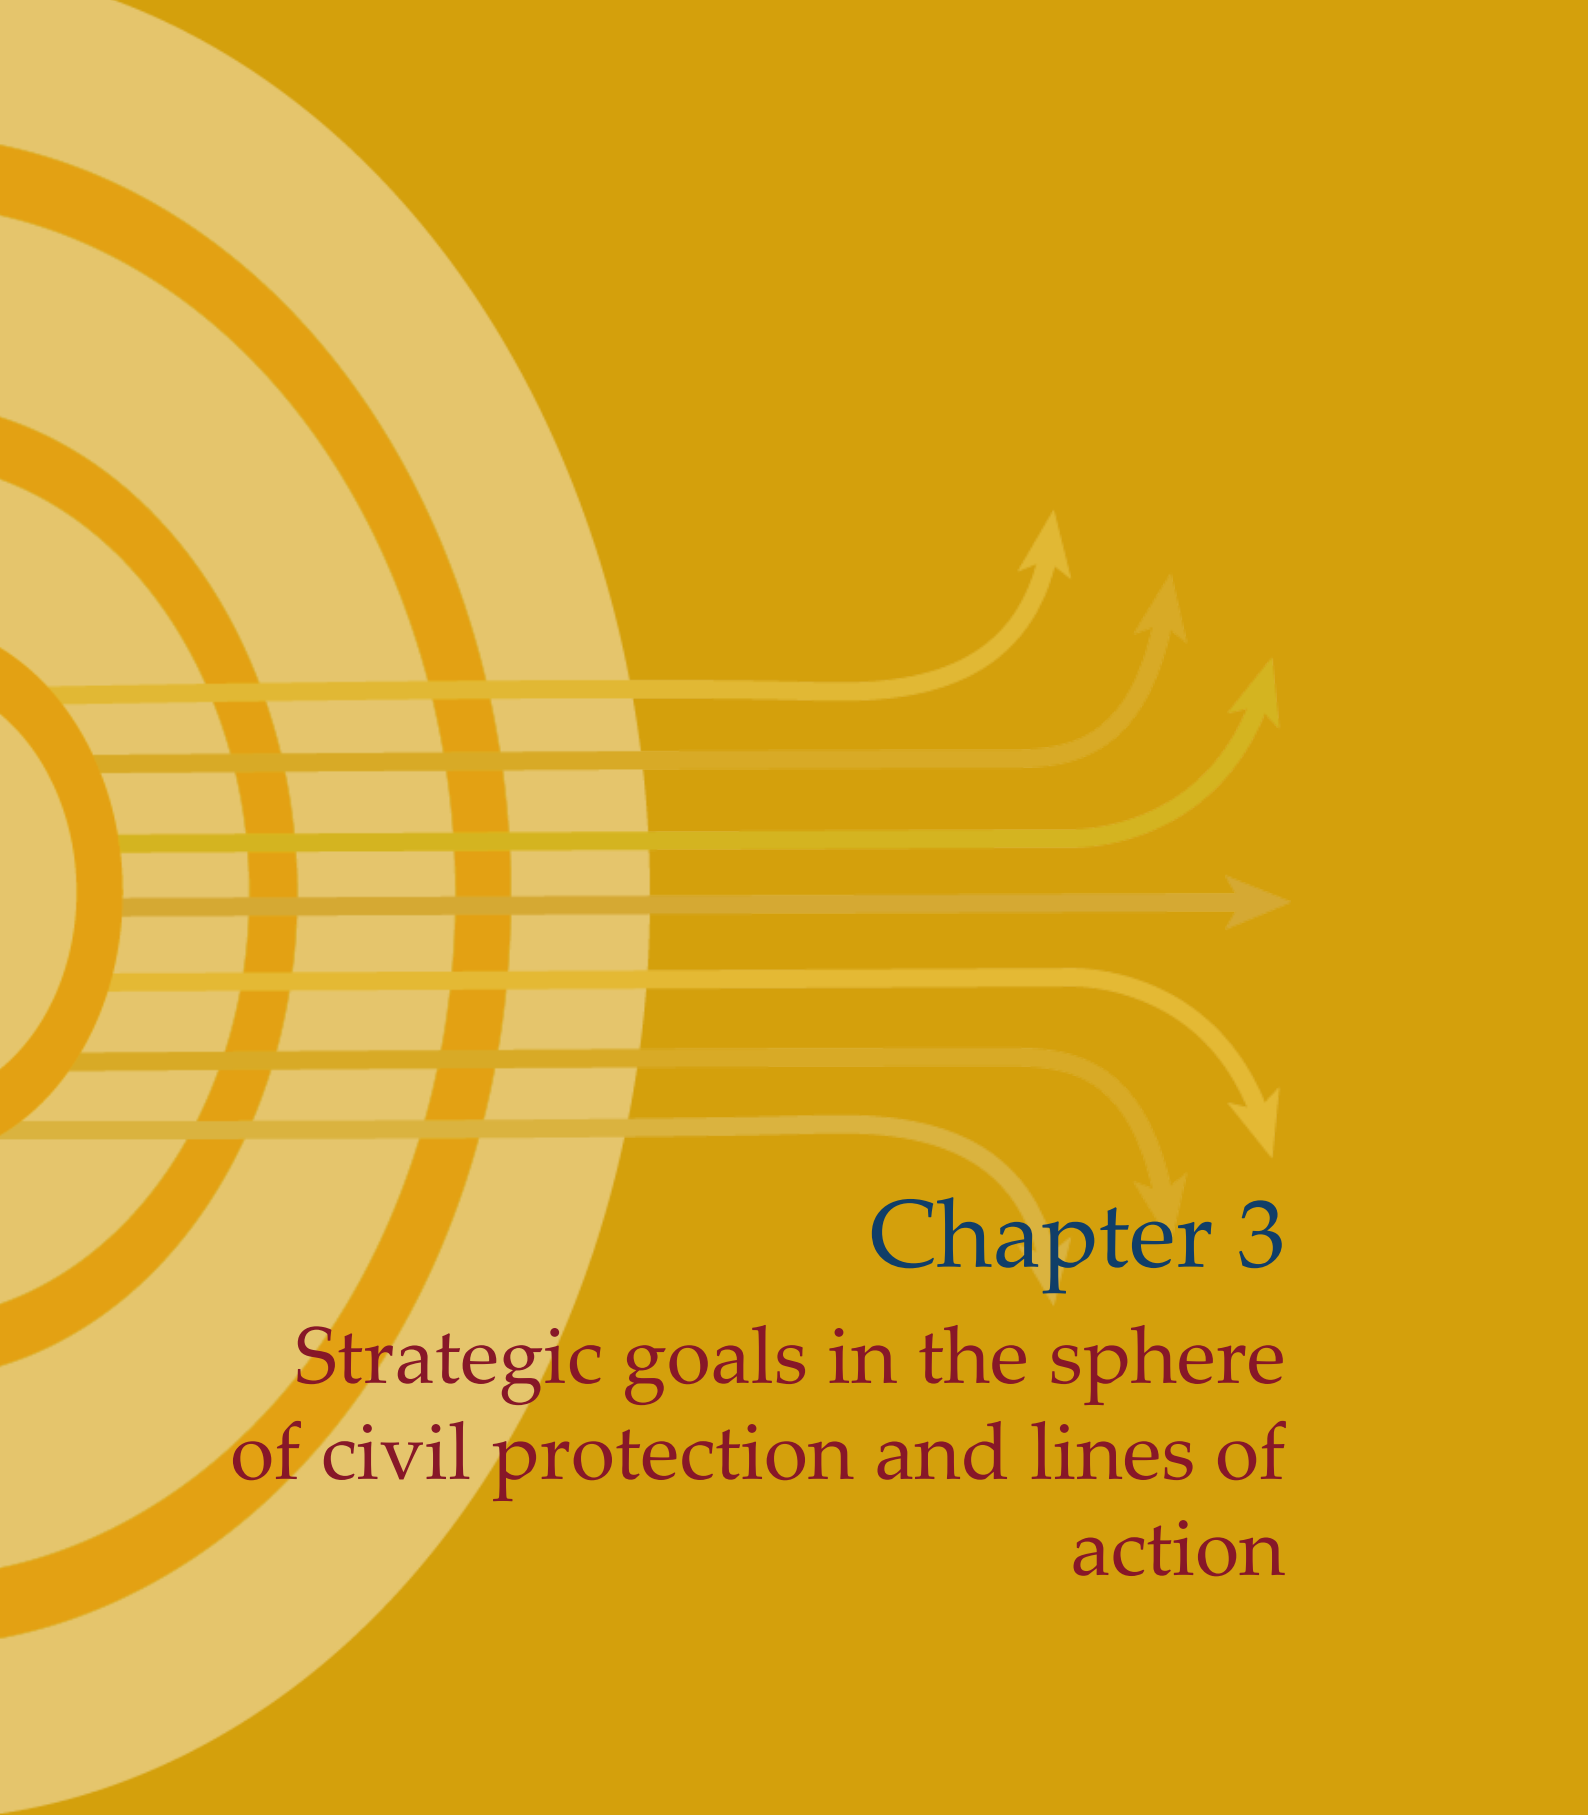 Chapter 3
Strategic goals in the sphere
of civil protection and lines of
action